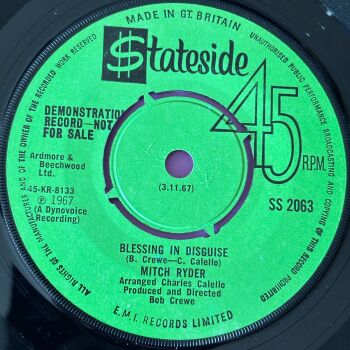 MADE IN GT. BRITAIN
$tateside
45
R.P.M.
DEMONSTRATION
RECORD—NOT
FOR SALE
Ardmore &
Beechwood Ltd.
45-KR-8133
℗ 1967
(A Dynovoice
Recording)
(3.11.67)
SS 2063
BLESSING IN DISGUISE
(B. Crewe—C. Calello)
MITCH RYDER
Arranged Charles Calello
Produced and Directed
Bob Crewe
E.M.I. RECORDS LIMITED
ALL RIGHTS OF THE MANUFACTURER AND OF THE OWNER OF THE RECORDED WORK RESERVED
UNAUTHORISED PUBLIC PERFORMANCE, BROADCASTING AND COPYING OF THIS RECORD PROHIBITED